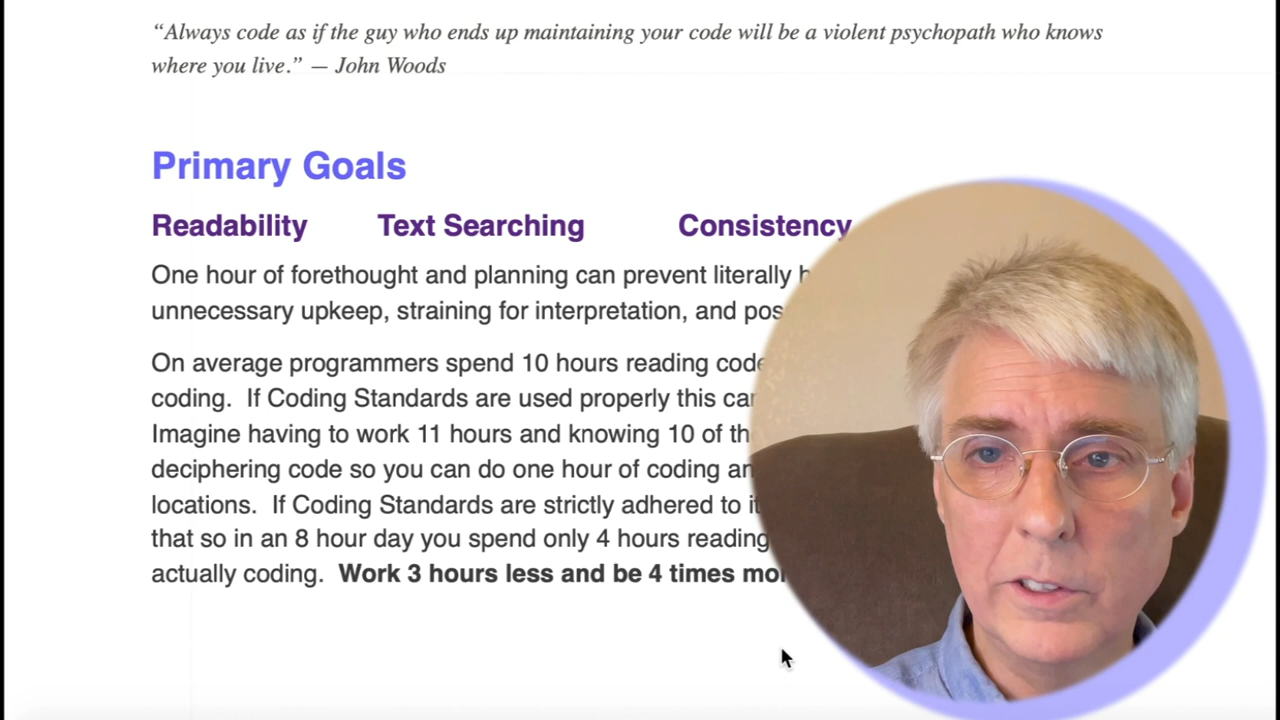 “Always code as if the guy who ends up maintaining your code will be a violent psychopath who knows
where you live.” — John Woods
Primary Goals
Readability Text Searching Consistency
One hour of forethought and planning can prevent literally
unnecessary upkeep, straining for interpretation, and
On average programmers spend 10 hours reading code
coding. If Coding Standards are used properly this
Imagine having to work 11 hours and knowing 10 of
deciphering code so you can do one hour of coding
locations. If Coding Standards are strictly adhered to
that so in an 8 hour day you spend only 4 hours reading
actually coding. Work 3 hours less and be 4 times